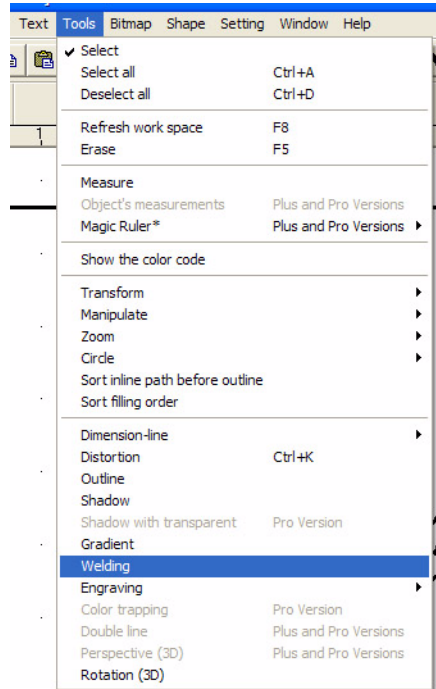 Text Tools Bitmap Shape Setting Window Help
1
✓ Select
Select all Ctrl+A
Deselect all Ctrl+D
Refresh work space F8
Erase F5
Measure
Object's measurements Plus and Pro Versions
Magic Ruler* Plus and Pro Versions
Show the color code
Transform
Manipulate
Zoom
Circle
Sort inline path before outline
Sort filling order
Dimension-line
Distortion Ctrl+K
Outline
Shadow
Shadow with transparent Pro Version
Gradient
Welding
Engraving
Color trapping Pro Version
Double line Plus and Pro Versions
Perspective (3D) Plus and Pro Versions
Rotation (3D)